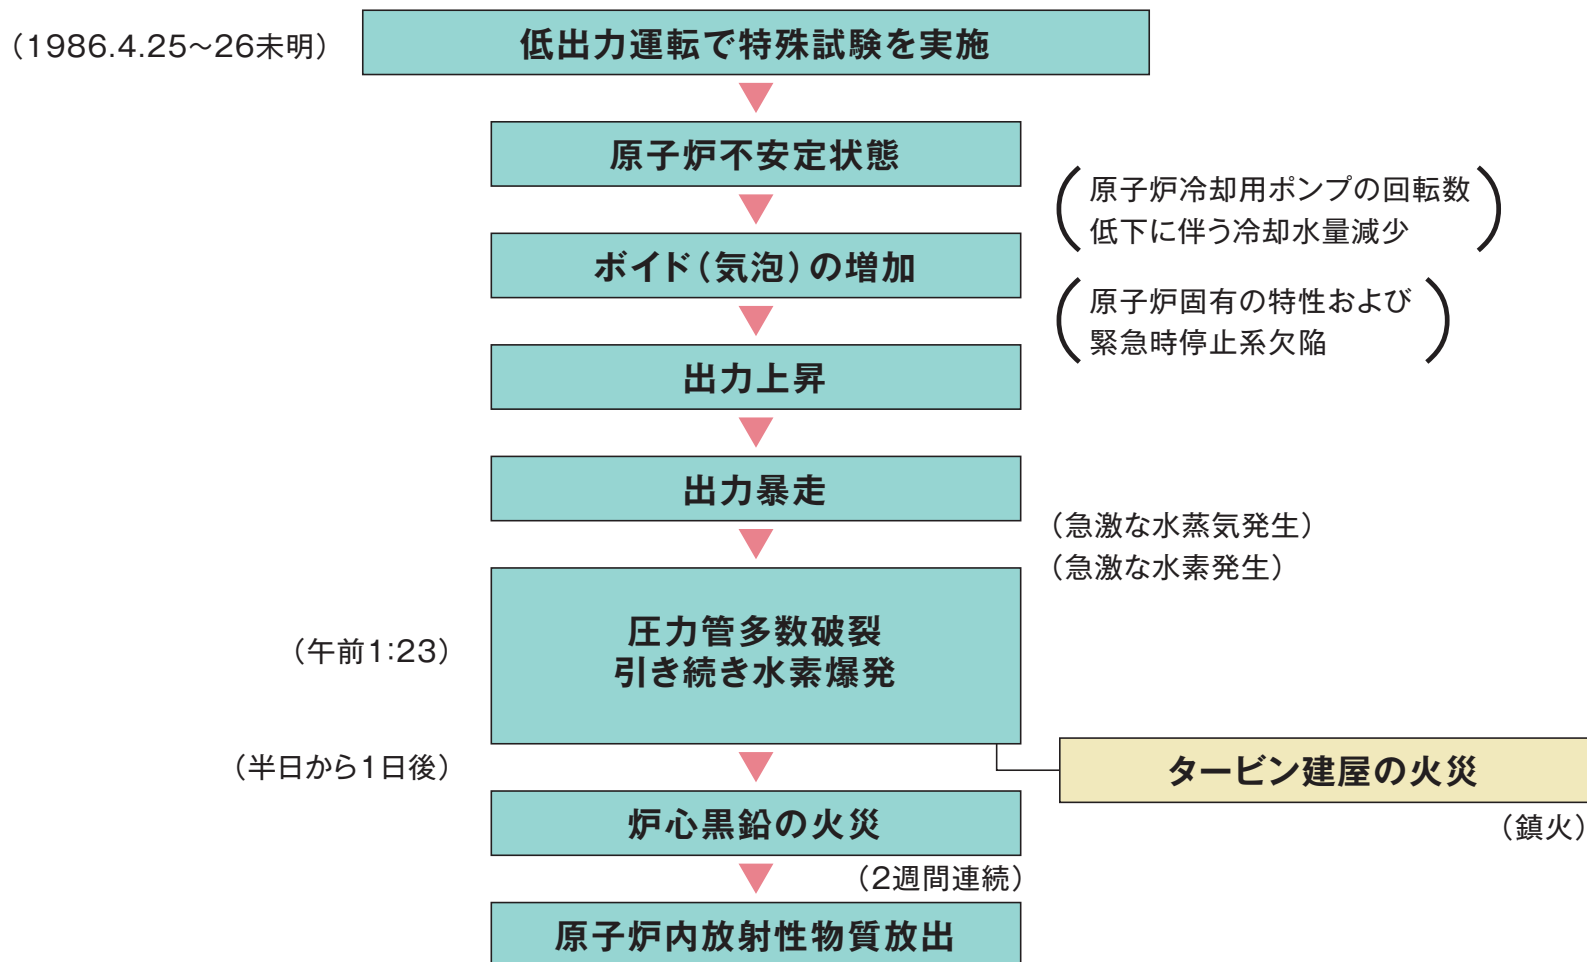 (1986.4.25〜26未明)
低出力運転で特殊試験を実施
原子炉不安定状態
原子炉冷却用ポンプの回転数
低下に伴う冷却水量減少
ボイド(気泡)の増加
原子炉固有の特性および
緊急時停止系欠陥
出力上昇
出力暴走
(急激な水蒸気発生)
(急激な水素発生)
(午前1:23)
圧力管多数破裂
引き続き水素爆発
(半日から1日後)
タービン建屋の火災
(鎮火)
炉心黒鉛の火災
(2週間連続)
原子炉内放射性物質放出